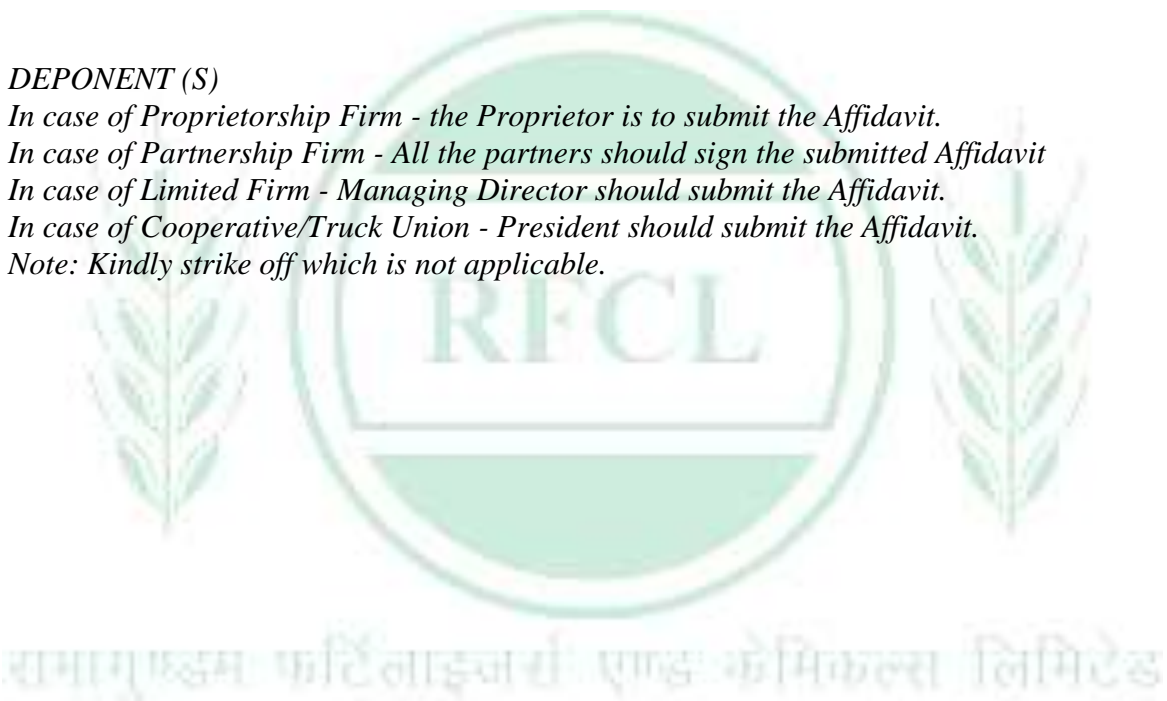 DEPONENT (S)
In case of Proprietorship Firm - the Proprietor is to submit the Affidavit.
In case of Partnership Firm - All the partners should sign the submitted Affidavit
In case of Limited Firm - Managing Director should submit the Affidavit.
In case of Cooperative/Truck Union - President should submit the Affidavit.
Note: Kindly strike off which is not applicable.
RFCL
रामागुण्डम फर्टिलाइजर्स एण्ड केमिकल्स लिमिटेड